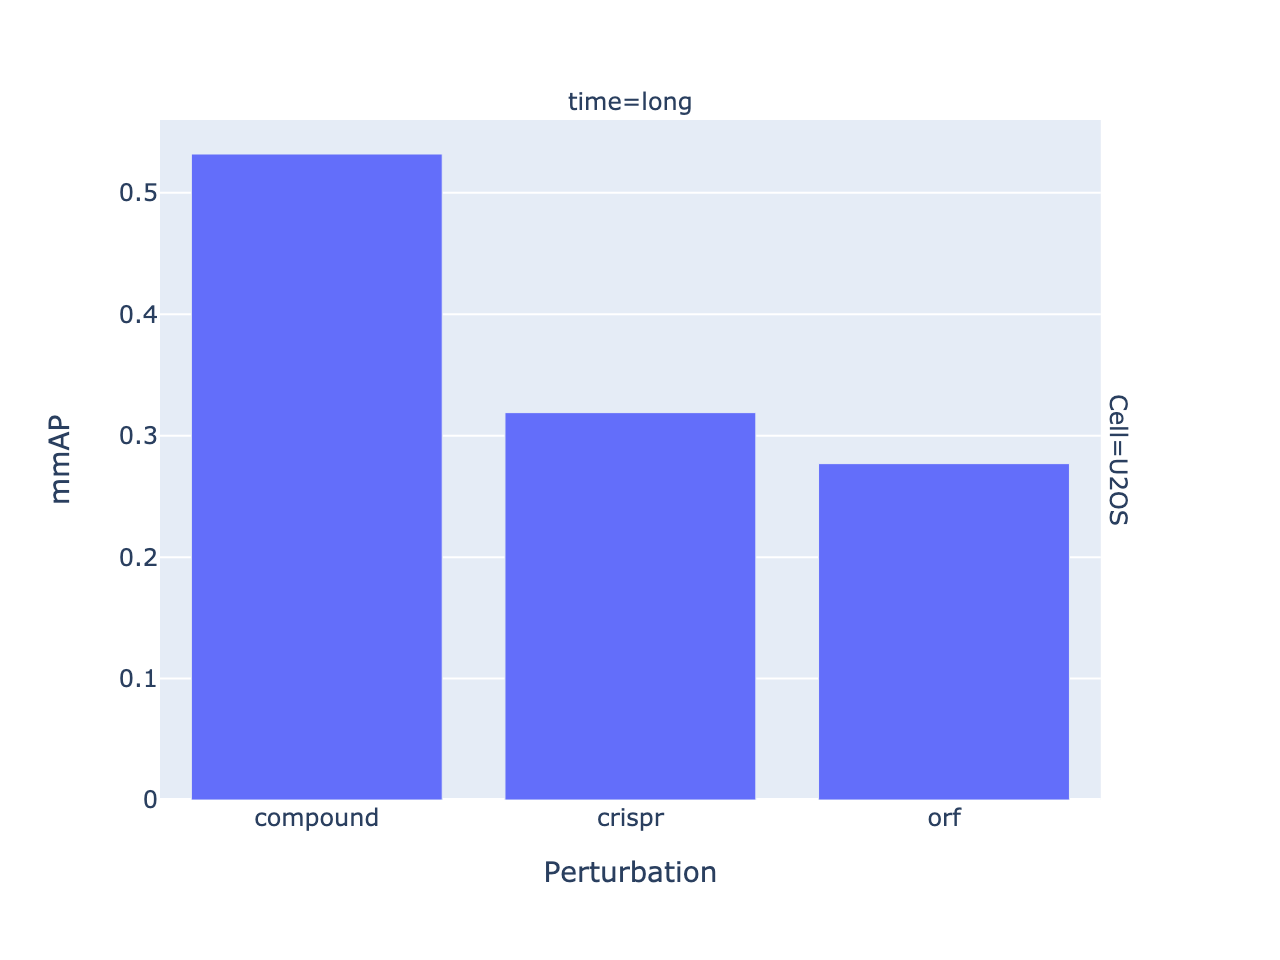 time=long
0.5
0.4
0.3
0.2
0.1
0
mmAP
Cell=U2OS
compound
crispr
orf
Perturbation